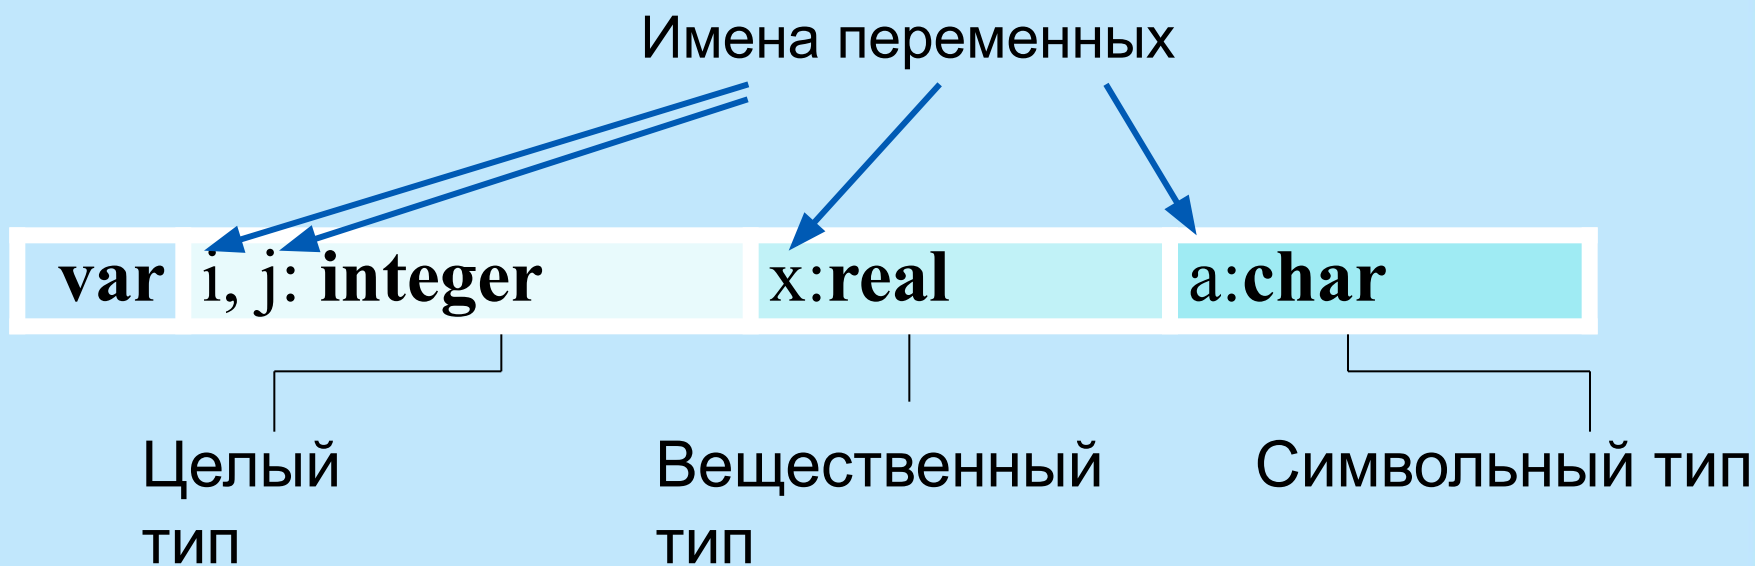 Имена переменных
var i, j: integer x:real a:char
Целый Вещественный Символьный тип
тип тип